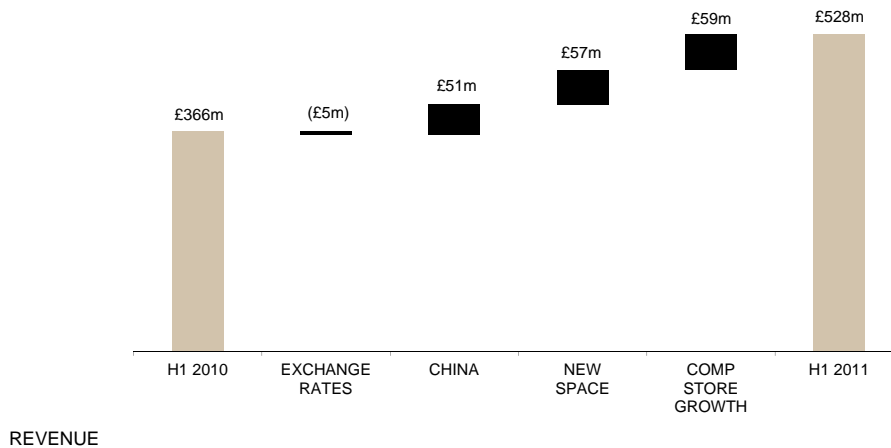 £59m
£528m
£57m
£51m
£366m
(£5m)
H1 2010
EXCHANGE
RATES
CHINA
NEW
SPACE
COMP
STORE
GROWTH
H1 2011
REVENUE